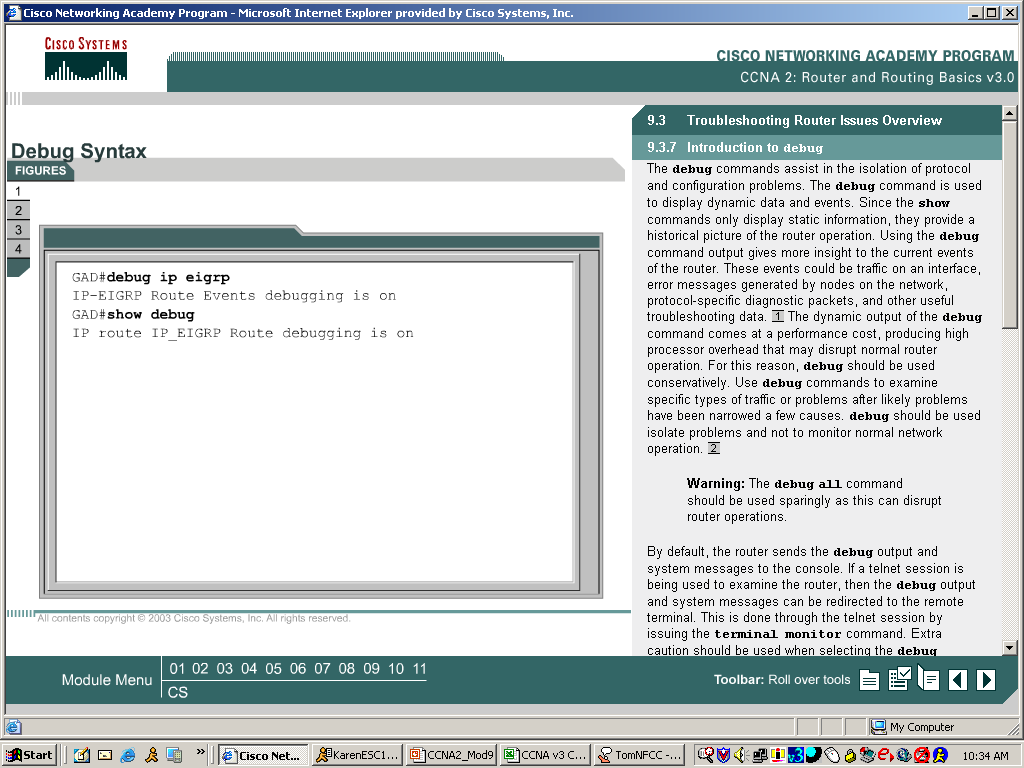 Cisco Networking Academy Program - Microsoft Internet Explorer provided by Cisco Systems, Inc.
CISCO SYSTEMS
CISCO NETWORKING ACADEMY PROGRAM
CCNA 2: Router and Routing Basics v3.0
Debug Syntax
FIGURES
1
2
3
4
GAD#debug ip eigrp
IP-EIGRP Route Events debugging is on
GAD#show debug
IP route IP_EIGRP Route debugging is on
All contents copyright © 2003 Cisco Systems, Inc. All rights reserved.
9.3 Troubleshooting Router Issues Overview
9.3.7 Introduction to debug
The debug commands assist in the isolation of protocol
and configuration problems. The debug command is used
to display dynamic data and events. Since the show
commands only display static information, they provide a
historical picture of the router operation. Using the debug
command output gives more insight to the current events
of the router. These events could be traffic on an interface,
error messages generated by nodes on the network,
protocol-specific diagnostic packets, and other useful
troubleshooting data. 1 The dynamic output of the debug
command comes at a performance cost, producing high
processor overhead that may disrupt normal router
operation. For this reason, debug should be used
conservatively. Use debug commands to examine
specific types of traffic or problems after likely problems
have been narrowed a few causes. debug should be used
isolate problems and not to monitor normal network
operation. 2
Warning: The debug all command
should be used sparingly as this can disrupt
router operations.
By default, the router sends the debug output and
system messages to the console. If a telnet session is
being used to examine the router, then the debug output
and system messages can be redirected to the remote
terminal. This is done through the telnet session by
issuing the terminal monitor command. Extra
caution should be used when selecting the debug
Module Menu
01 02 03 04 05 06 07 08 09 10 11
CS
Toolbar: Roll over tools
My Computer
Start
»
Cisco Net...
KarenESC1...
CCNA2_Mod9
CCNA v3 C...
TomNFCC -...
10:34 AM